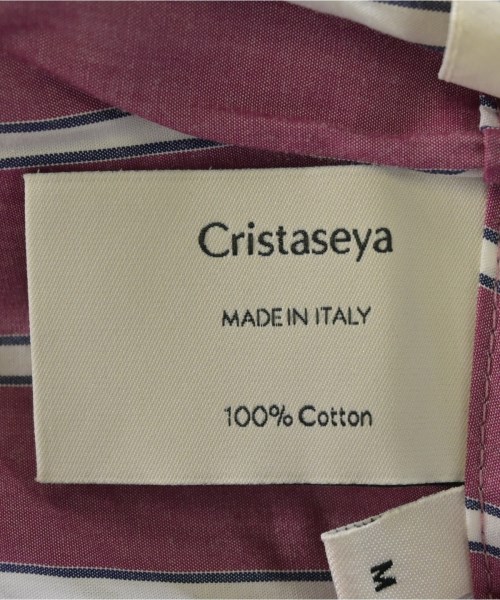 Cristaseya
MADE IN ITALY
100% Cotton
M